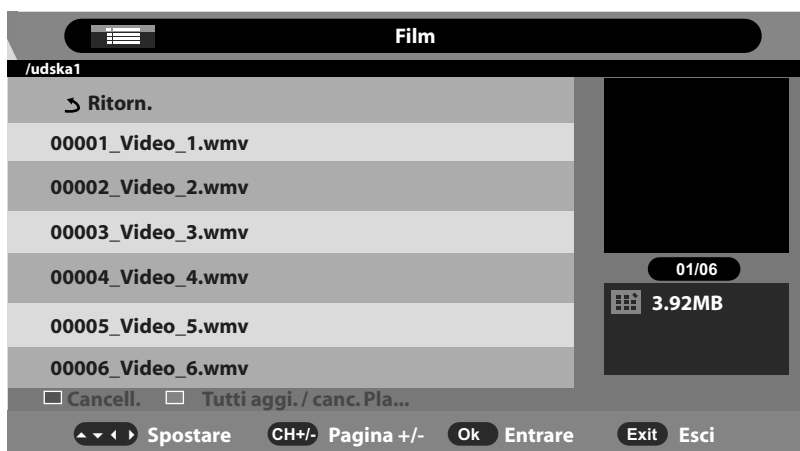 Film
/udska1
Ritorn.
00001_Video_1.wmv
00002_Video_2.wmv
00003_Video_3.wmv
00004_Video_4.wmv
00005_Video_5.wmv
00006_Video_6.wmv
01/06
3.92MB
Cancell. Tutti aggi. / canc. Pla...
Spostare CH+/- Pagina +/- Ok Entrare Exit Esci